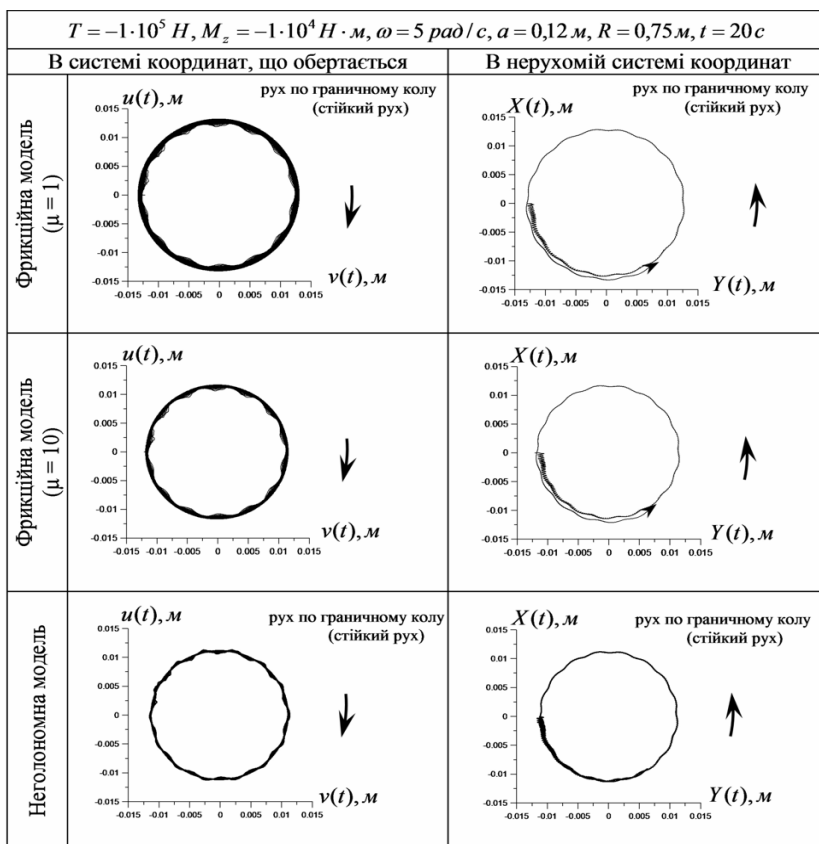 T = −1·10⁵ Н, M_z = −1·10⁴ Н·м, ω = 5 рад/с, a = 0,12 м, R = 0,75 м, t = 20 с
В системі координат, що обертається
В нерухомій системі координат
Фрикційна модель
(μ = 1)
u(t), м
рух по граничному колу
(стійкий рух)
0.015
0.01
0.005
0
-0.005
-0.01
-0.015
v(t), м
-0.015 -0.01 -0.005 0 0.005 0.01 0.015
X(t), м
рух по граничному колу
(стійкий рух)
0.015
0.01
0.005
0
-0.005
-0.01
-0.015
Y(t), м
-0.015 -0.01 -0.005 0 0.005 0.01 0.015
Фрикційна модель
(μ = 10)
u(t), м
0.015
0.01
0.005
0
-0.005
-0.01
-0.015
v(t), м
-0.015 -0.01 -0.005 0 0.005 0.01 0.015
X(t), м
0.015
0.01
0.005
0
-0.005
-0.01
-0.015
Y(t), м
-0.015 -0.01 -0.005 0 0.005 0.01 0.015
Неголономна модель
u(t), м
рух по граничному колу
(стійкий рух)
0.015
0.01
0.005
0
-0.005
-0.01
-0.015
v(t), м
-0.015 -0.01 -0.005 0 0.005 0.01 0.015
X(t), м
рух по граничному колу
(стійкий рух)
0.015
0.01
0.005
0
-0.005
-0.01
-0.015
Y(t), м
-0.015 -0.01 -0.005 0 0.005 0.01 0.015